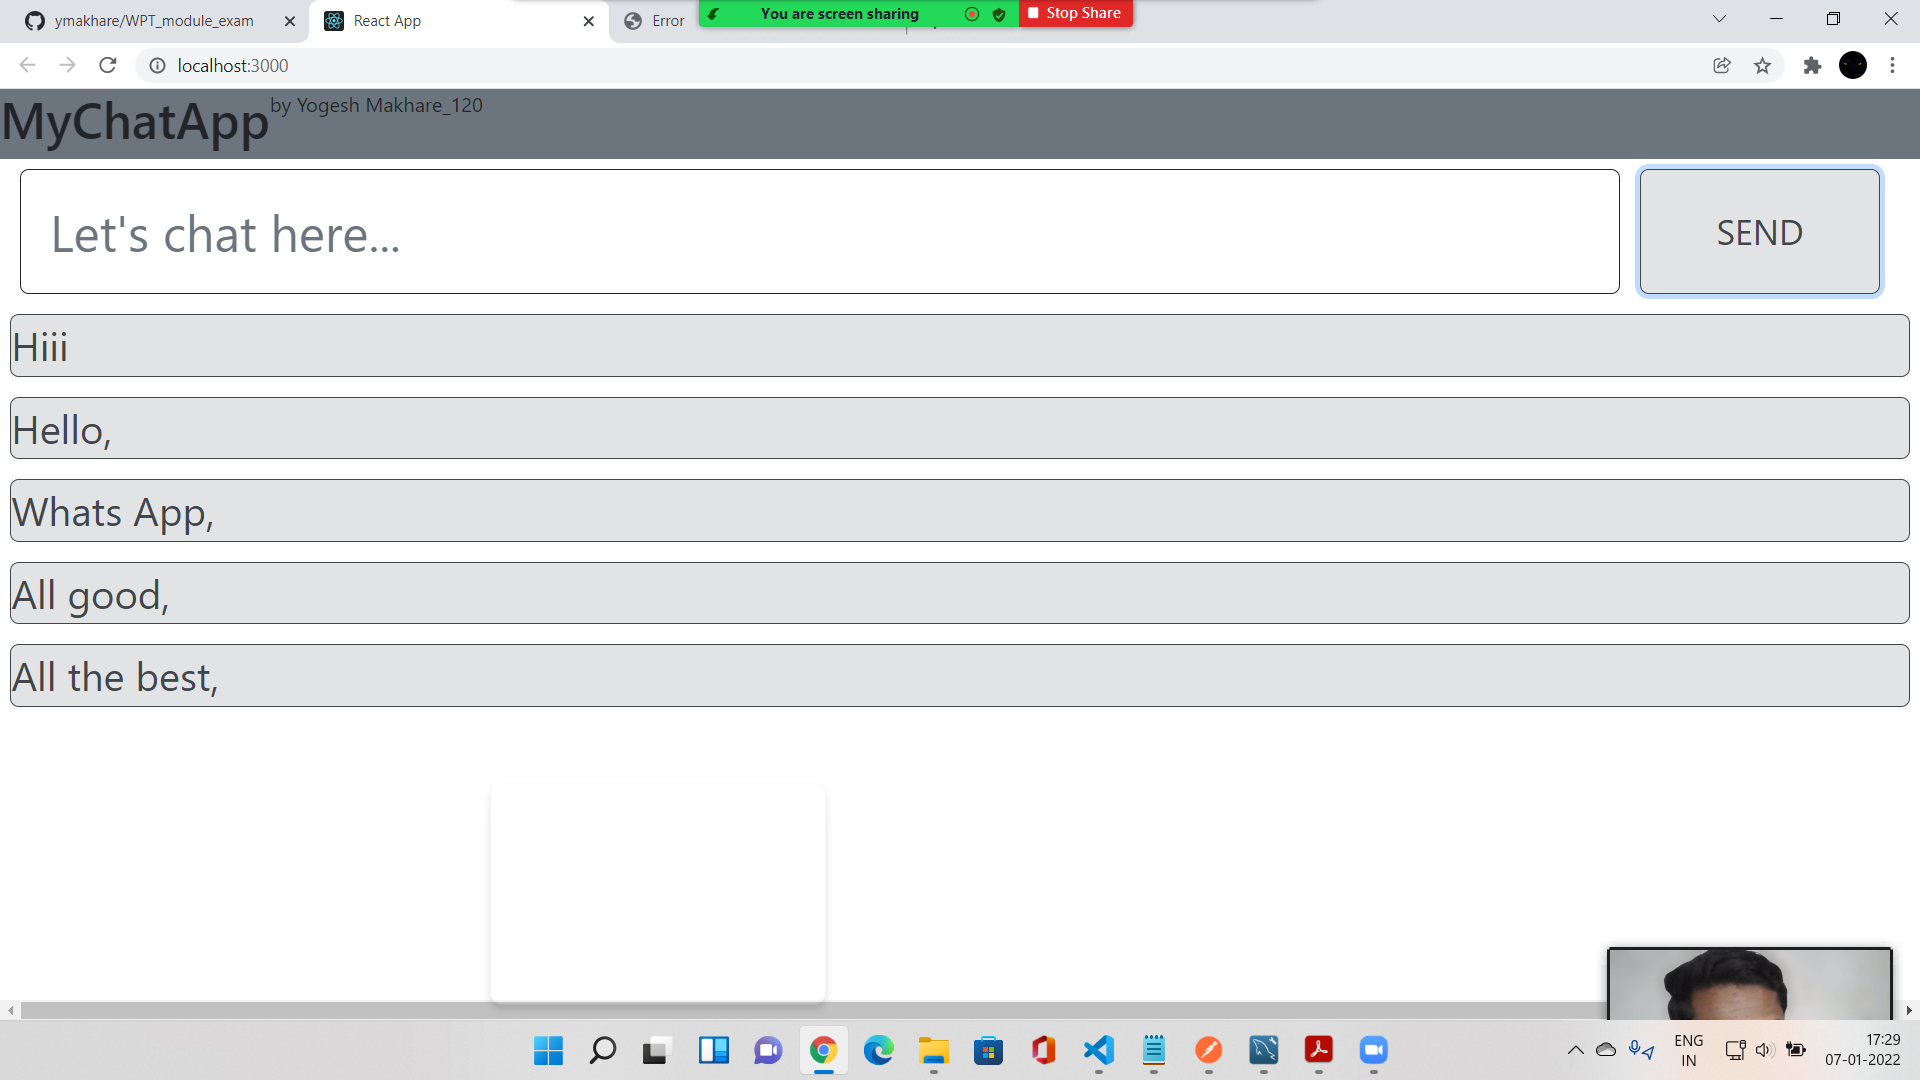 ymakhare/WPT_module_exam
React App
Error
You are screen sharing
Stop Share
localhost:3000
MyChatApp by Yogesh Makhare_120
Let's chat here...
SEND
Hiii
Hello,
Whats App,
All good,
All the best,
ENG
IN
17:29
07-01-2022